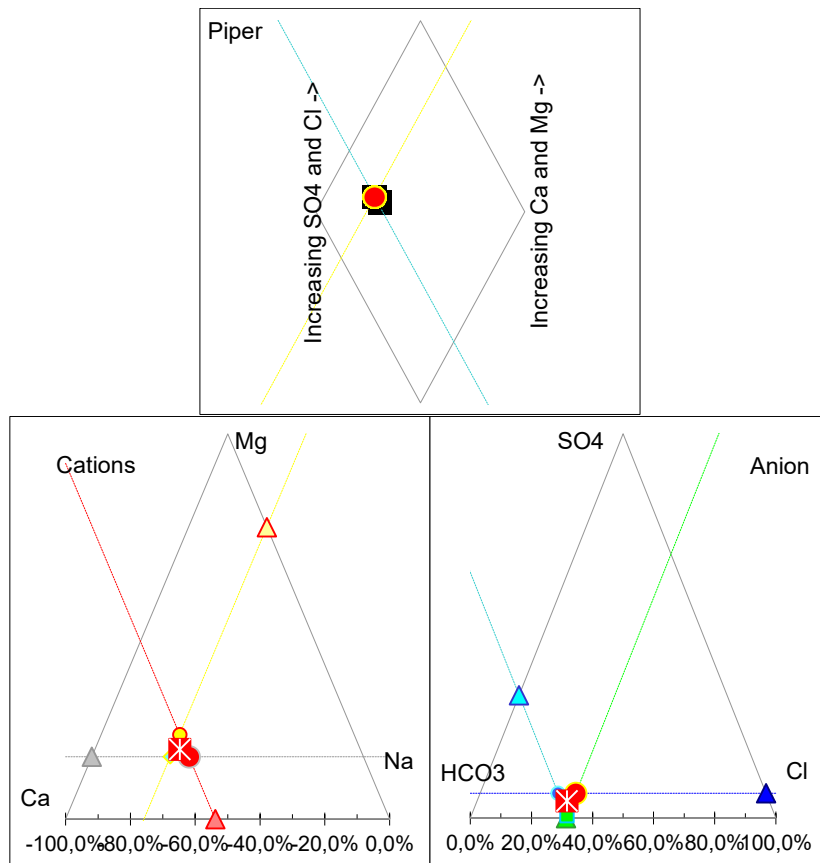 Piper
Increasing SO4 and Cl ->
Increasing Ca and Mg ->
Mg
Cations
Na
Ca
-100,0%
-80,0%
-60,0%
-40,0%
-20,0%
0,0%
SO4
Anion
HCO3
Cl
0,0%
20,0%
40,0%
60,0%
80,0%
100,0%